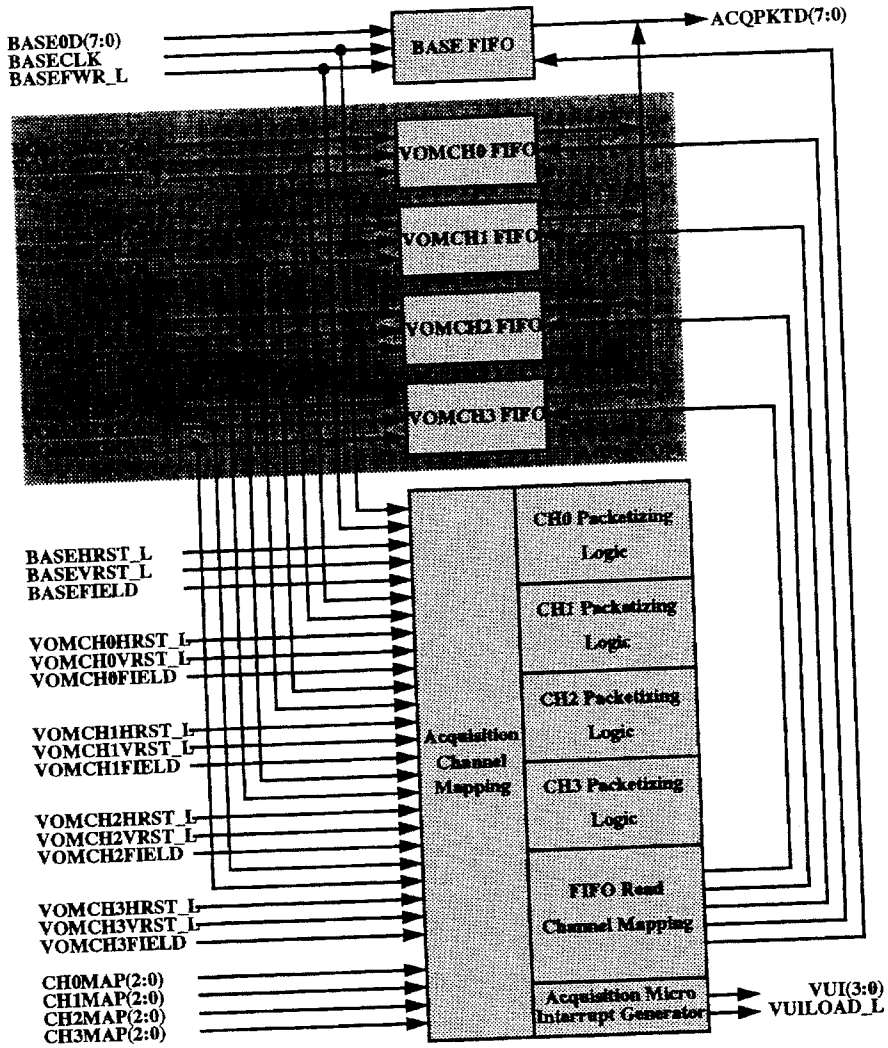 BASE0D(7:0)
BASECLK
BASEFWR_L
BASE FIFO
ACQPKTD(7:0)
VOMCH0 FIFO
VOMCH1 FIFO
VOMCH2 FIFO
VOMCH3 FIFO
BASEHRST_L
BASEVRST_L
BASEFIELD
VOMCH0HRST_L
VOMCH0VRST_L
VOMCH0FIELD
VOMCH1HRST_L
VOMCH1VRST_L
VOMCH1FIELD
VOMCH2HRST_L
VOMCH2VRST_L
VOMCH2FIELD
VOMCH3HRST_L
VOMCH3VRST_L
VOMCH3FIELD
CH0MAP(2:0)
CH1MAP(2:0)
CH2MAP(2:0)
CH3MAP(2:0)
Acquisition
Channel
Mapping
CH0 Packetizing
Logic
CH1 Packetizing
Logic
CH2 Packetizing
Logic
CH3 Packetizing
Logic
FIFO Read
Channel Mapping
Acquisition Micro
Interrupt Generator
VUI(3:0)
VUILOAD_L